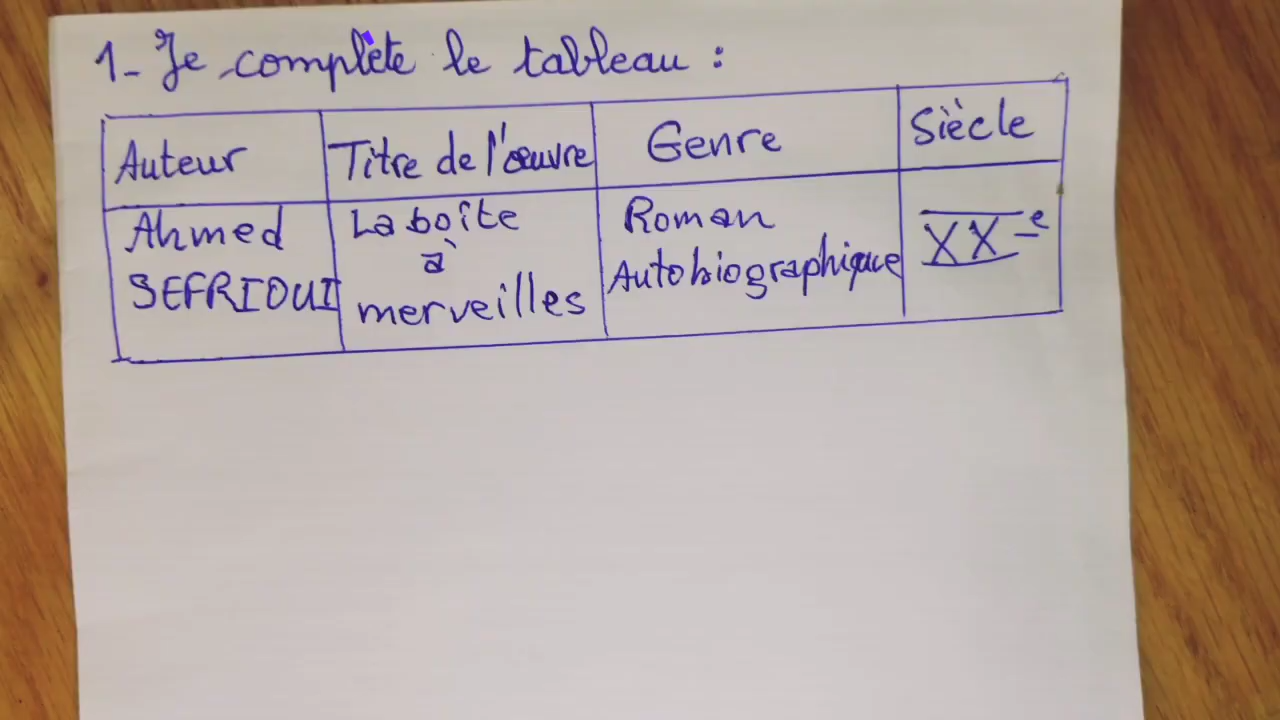 1- Je complète le tableau :
Auteur Titre de l'œuvre Genre Siècle
Ahmed SEFRIOUI La boîte à merveilles Roman Autobiographique XXe